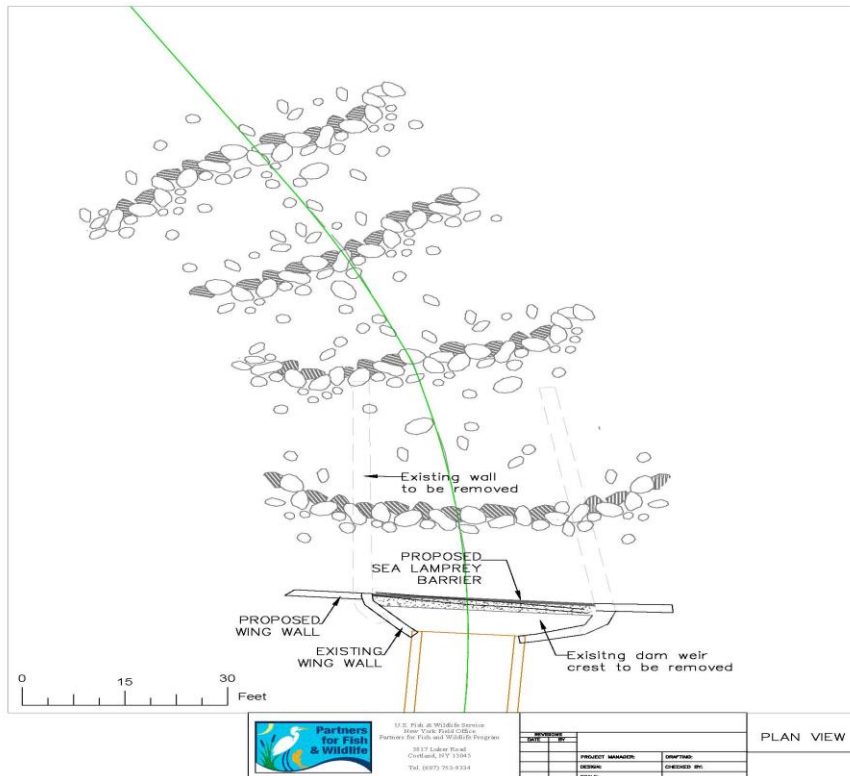 Existing wall
to be removed
PROPOSED
SEA LAMPREY
BARRIER
PROPOSED
WING WALL
EXISTING
WING WALL
Exisitng dam weir
crest to be removed
0 15 30
Feet
Partners
for Fish
& Wildlife
U.S. Fish & Wildlife Service
New York Field Office
Partners for Fish and Wildlife Program
3817 Luker Road
Cortland, NY 13045
Tel. (607) 753-9334
REVISIONS
DATE BY
PROJECT MANAGER: DRAFTING:
DESIGN: CHECKED BY:
PLAN VIEW